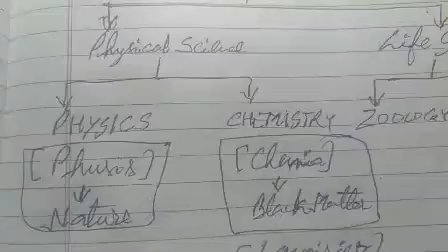 Physical Science Life S
PHYSICS CHEMISTRY ZOOLOGY
[Phusis] [Chemia]
Nature Black Matter